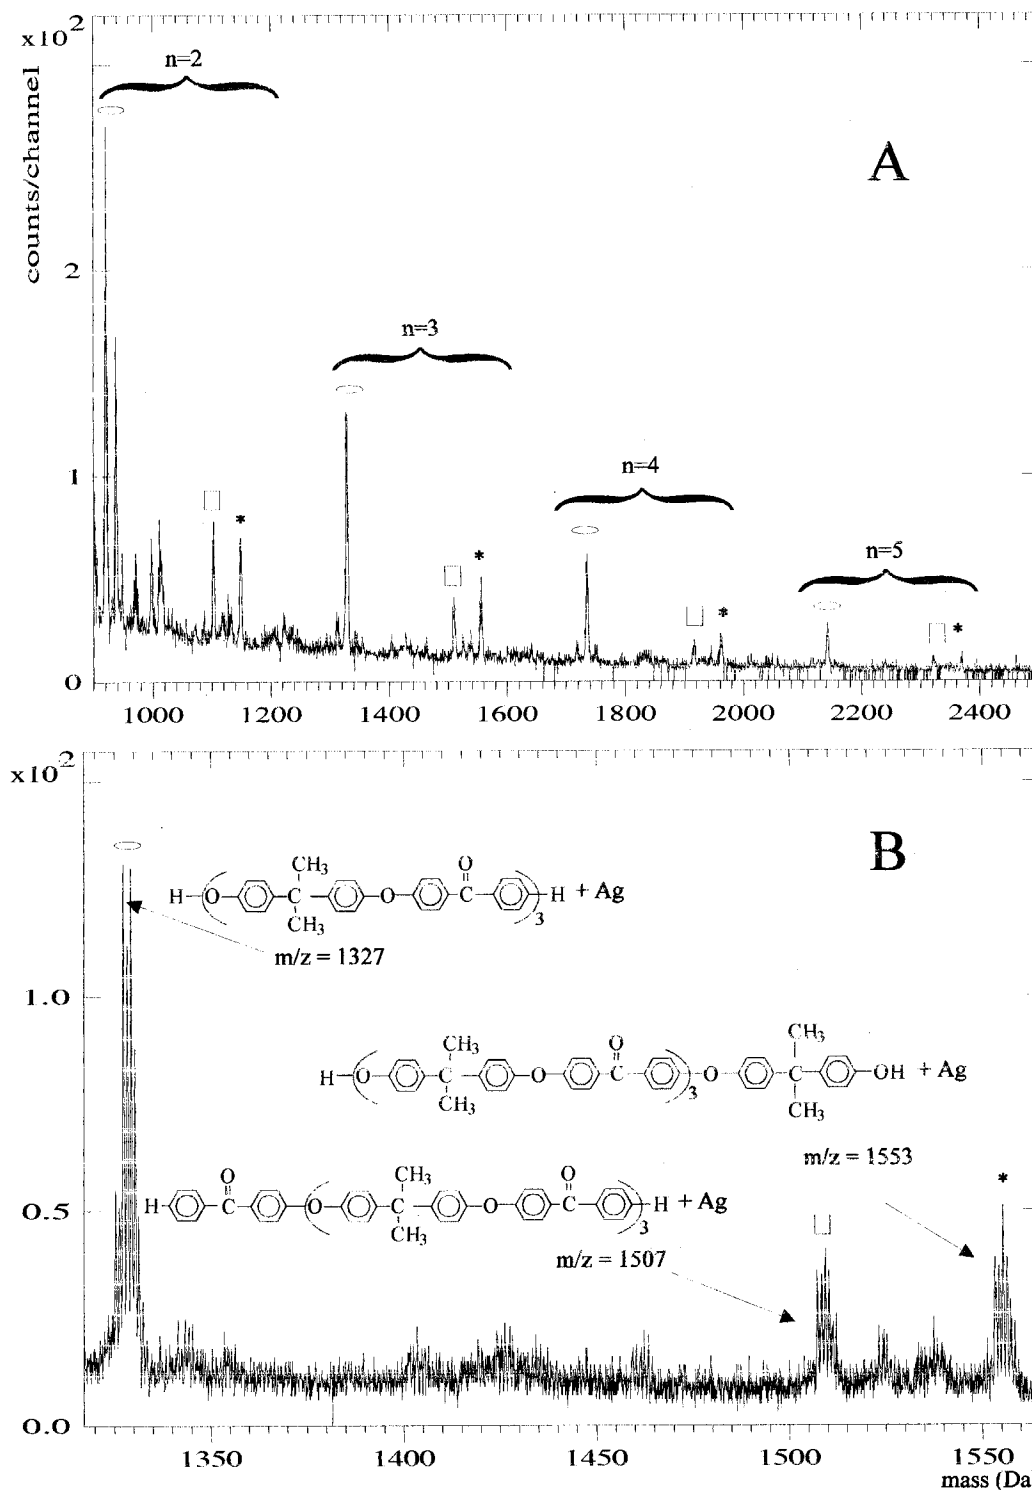 x10²
counts/channel
n=2
A
2
n=3
*
n=4
1
*
*
n=5
*
*
0
1000 1200 1400 1600 1800 2000 2200 2400
x10²
B
CH₃
O
H O C O C H + Ag
3
CH₃
m/z = 1327
1.0
CH₃
CH₃
O
H O C O C O C OH + Ag
3
CH₃
CH₃
m/z = 1553
*
O
CH₃
O
H C O C O C H + Ag
3
CH₃
0.5
m/z = 1507
0.0
1350 1400 1450 1500 1550
mass (Da